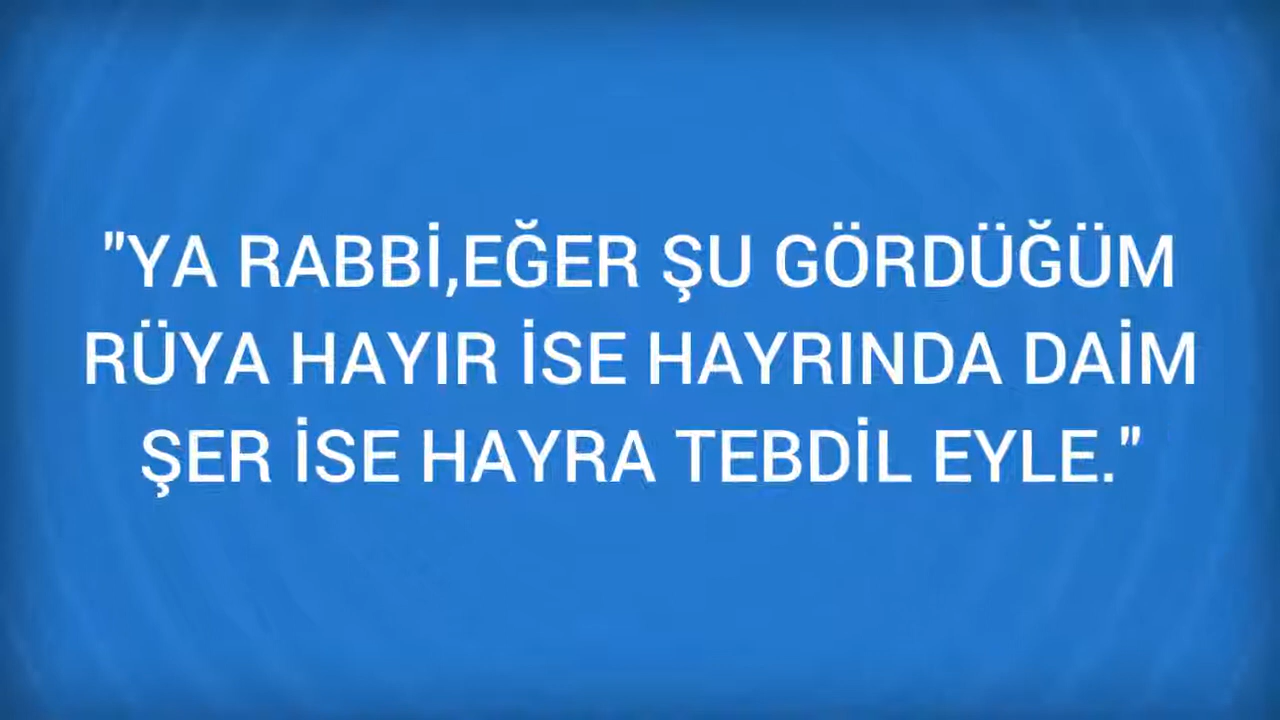 "YA RABBİ,EĞER ŞU GÖRDÜĞÜM
RÜYA HAYIR İSE HAYRINDA DAİM
ŞER İSE HAYRA TEBDİL EYLE."